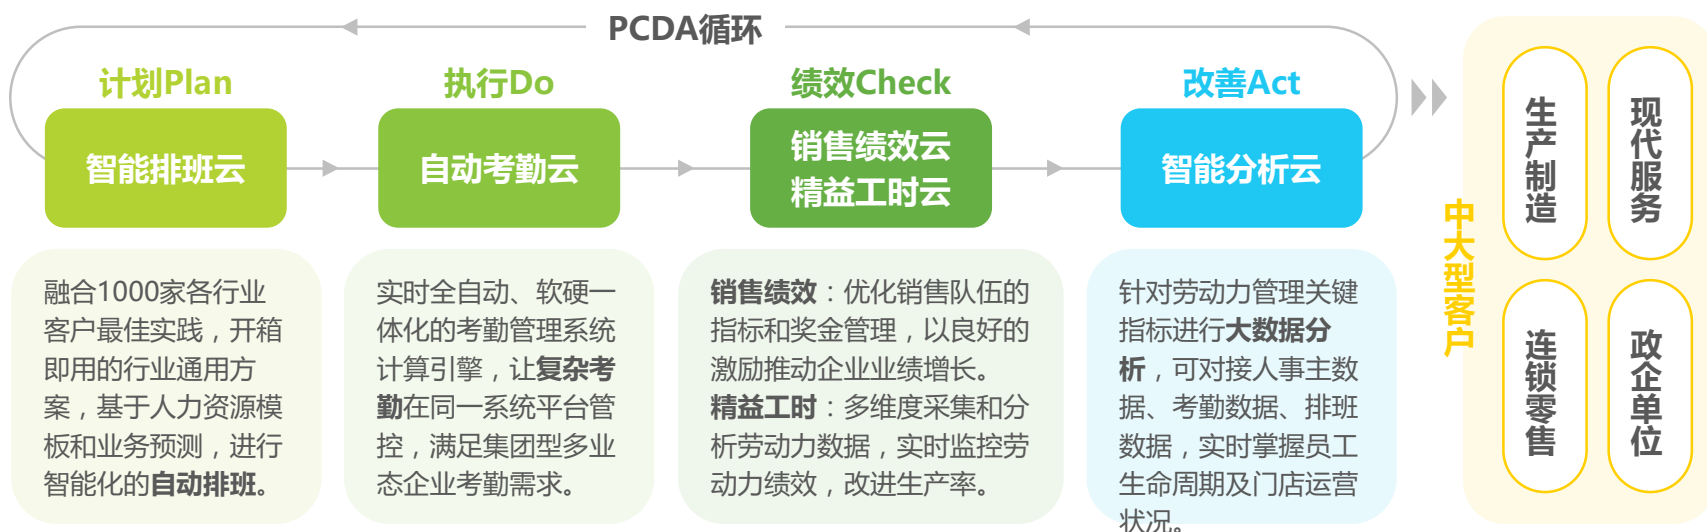 PCDA循环
计划Plan
智能排班云
融合1000家各行业
客户最佳实践，开箱
即用的行业通用方
案，基于人力资源模
板和业务预测，进行
智能化的自动排班。
执行Do
自动考勤云
实时全自动、软硬一
体化的考勤管理系统
计算引擎，让复杂考
勤在同一系统平台管
控，满足集团型多业
态企业考勤需求。
绩效Check
销售绩效云
精益工时云
销售绩效：优化销售队伍的
指标和奖金管理，以良好的
激励推动企业业绩增长。
精益工时：多维度采集和分
析劳动力数据，实时监控劳
动力绩效，改进生产率。
改善Act
智能分析云
针对劳动力管理关键
指标进行大数据分
析，可对接人事主数
据、考勤数据、排班
数据，实时掌握员工
生命周期及门店运营
状况。
中大型客户
生产制造
现代服务
连锁零售
政企单位